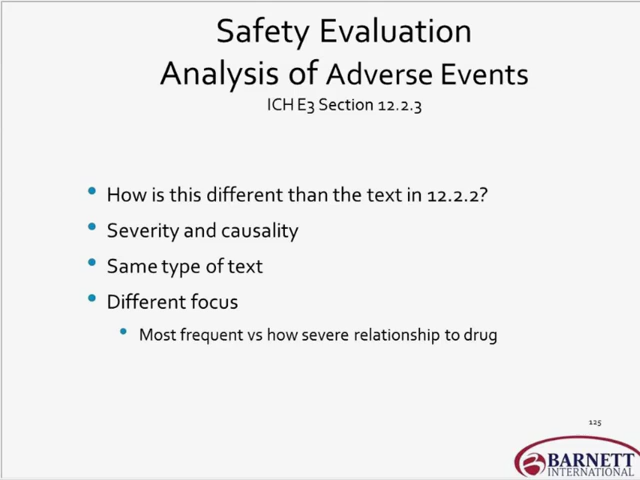 Safety Evaluation
Analysis of Adverse Events
ICH E3 Section 12.2.3
• How is this different than the text in 12.2.2?
• Severity and causality
• Same type of text
• Different focus
• Most frequent vs how severe relationship to drug
125
BARNETT
INTERNATIONAL